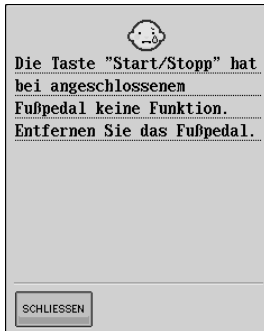 Die Taste "Start/Stopp" hat
bei angeschlossenem
Fußpedal keine Funktion.
Entfernen Sie das Fußpedal.
SCHLIESSEN